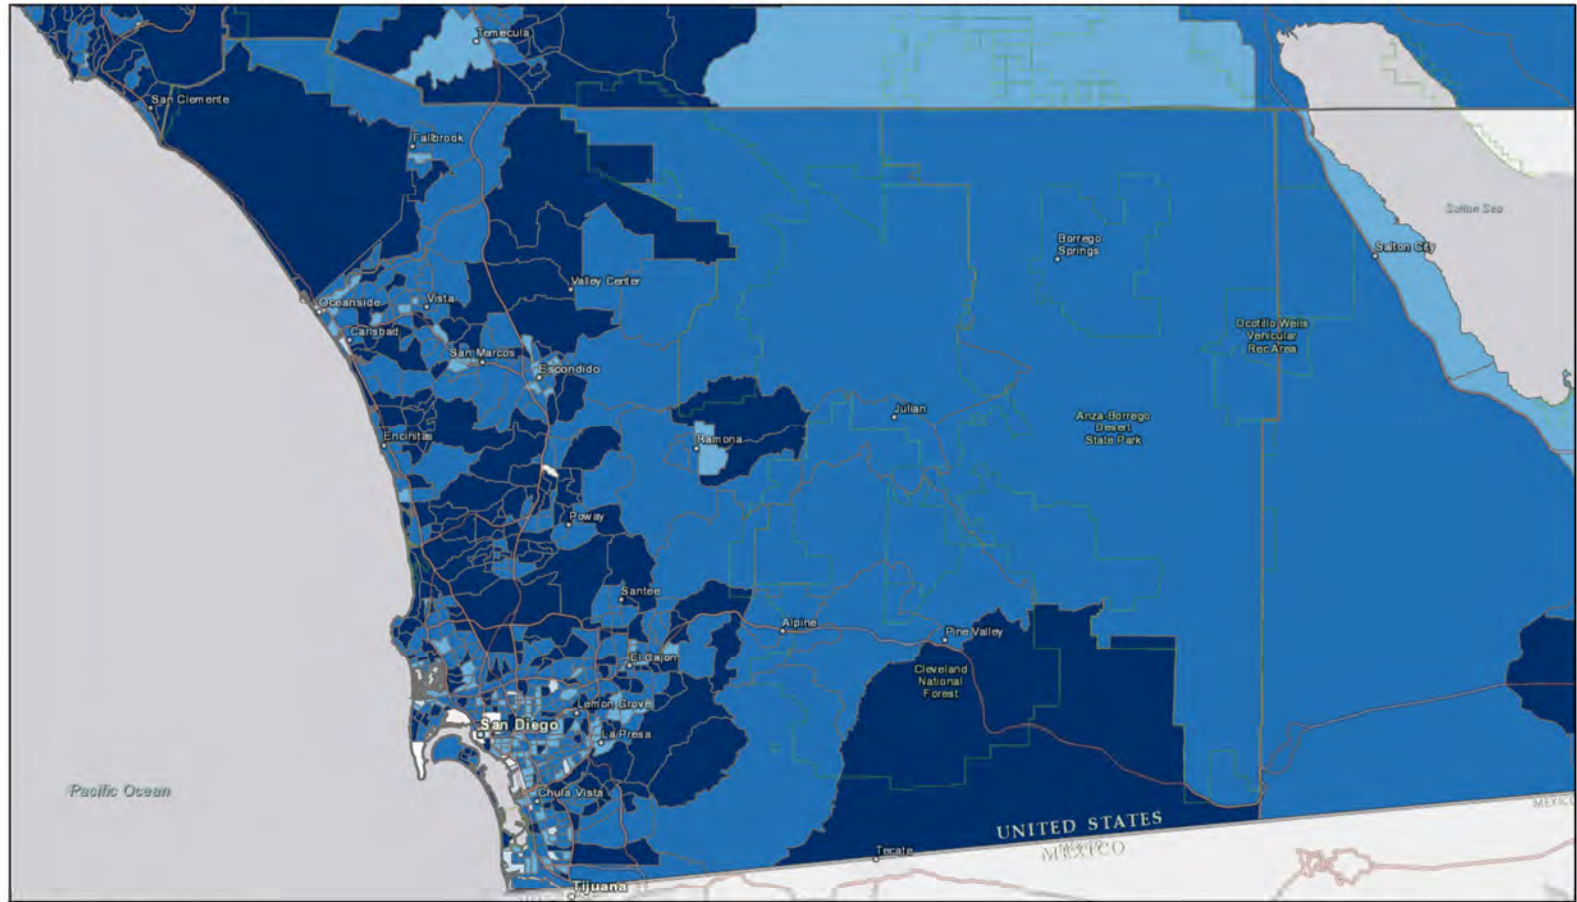 Temecula
San Clemente
Fallbrook
Salton Sea
Borrego
Springs
Salton City
Valley Center
Oceanside
Vista
Ocotillo Wells
Vehicular
Rec Area
Carlsbad
San Marcos
Escondido
Julian
Anza-Borrego
Desert
State Park
Encinitas
Ramona
Poway
Santee
Alpine
Pine Valley
El Cajon
Cleveland
National
Forest
Lemon Grove
San Diego
La Presa
Pacific Ocean
Chula Vista
MEXICO
UNITED STATES
MEXICO
Tecate
Tijuana